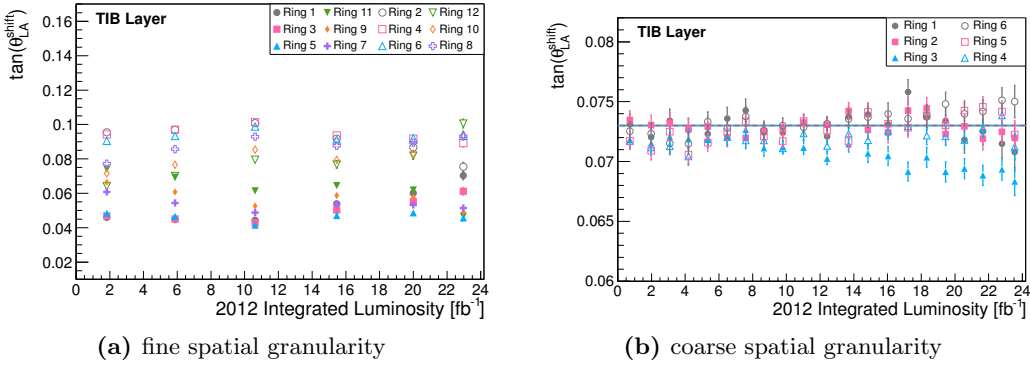 TIB Layer
Ring 1 Ring 11 Ring 2 Ring 12
Ring 3 Ring 9 Ring 4 Ring 10
Ring 5 Ring 7 Ring 6 Ring 8
tan(θ_LA^shift)
0.16
0.14
0.12
0.1
0.08
0.06
0.04
0.02
0 2 4 6 8 10 12 14 16 18 20 22 24
2012 Integrated Luminosity [fb⁻¹]
(a) fine spatial granularity
TIB Layer
Ring 1 Ring 6
Ring 2 Ring 5
Ring 3 Ring 4
tan(θ_LA^shift)
0.08
0.075
0.07
0.065
0.06
0 2 4 6 8 10 12 14 16 18 20 22 24
2012 Integrated Luminosity [fb⁻¹]
(b) coarse spatial granularity